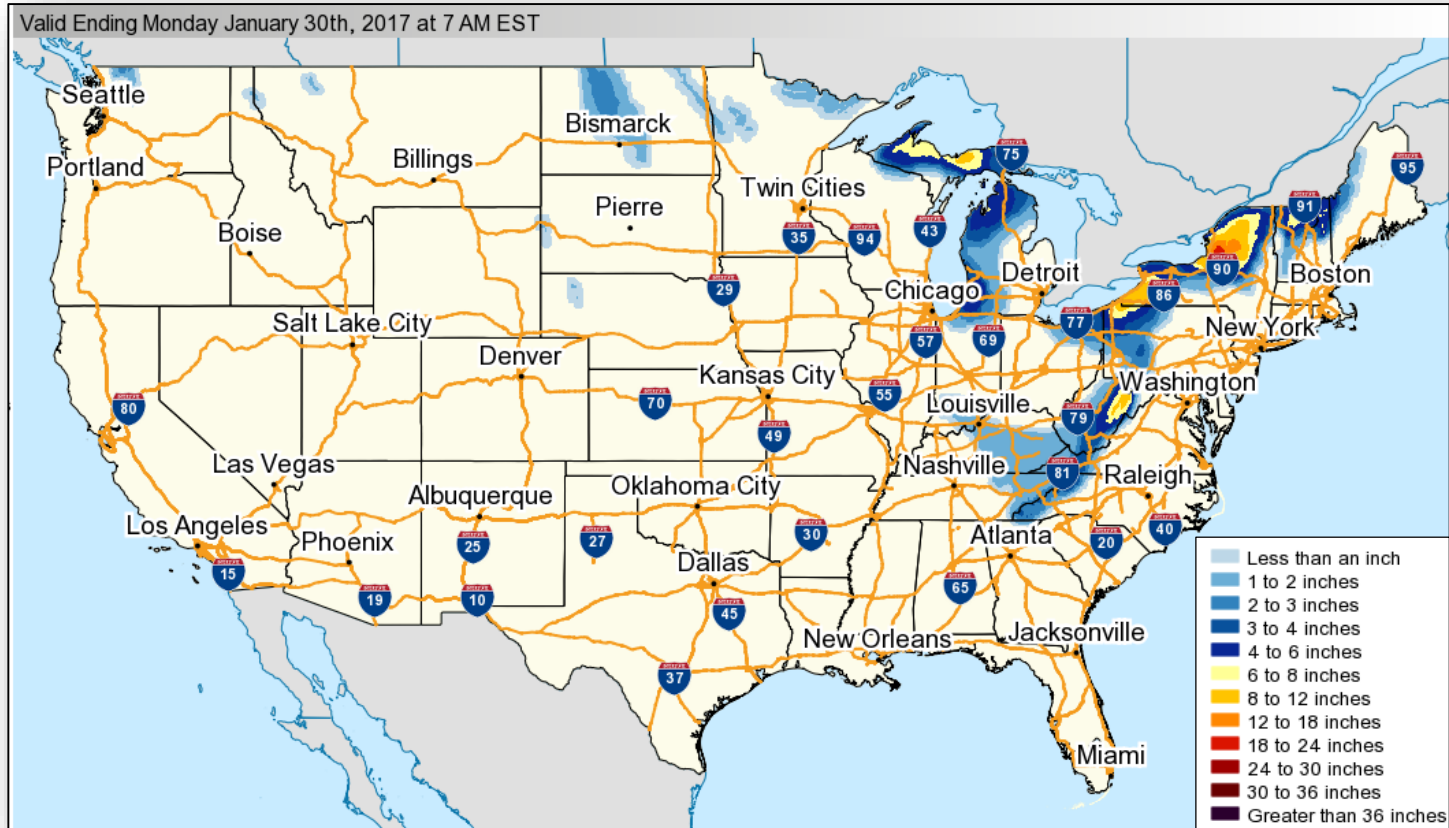 Valid Ending Monday January 30th, 2017 at 7 AM EST
Seattle
Portland
Billings
Bismarck
75
95
Twin Cities
91
Boise
Pierre
35
94
43
90
Boston
29
Chicago
Detroit
86
Salt Lake City
77
New York
57
69
Denver
Kansas City
Washington
80
70
55
Louisville
79
49
Las Vegas
Nashville
81
Raleigh
Albuquerque
Oklahoma City
Los Angeles
Phoenix
25
27
30
Atlanta
20
40
15
Dallas
19
10
45
65
New Orleans
Jacksonville
37
Miami
Less than an inch
1 to 2 inches
2 to 3 inches
3 to 4 inches
4 to 6 inches
6 to 8 inches
8 to 12 inches
12 to 18 inches
18 to 24 inches
24 to 30 inches
30 to 36 inches
Greater than 36 inches